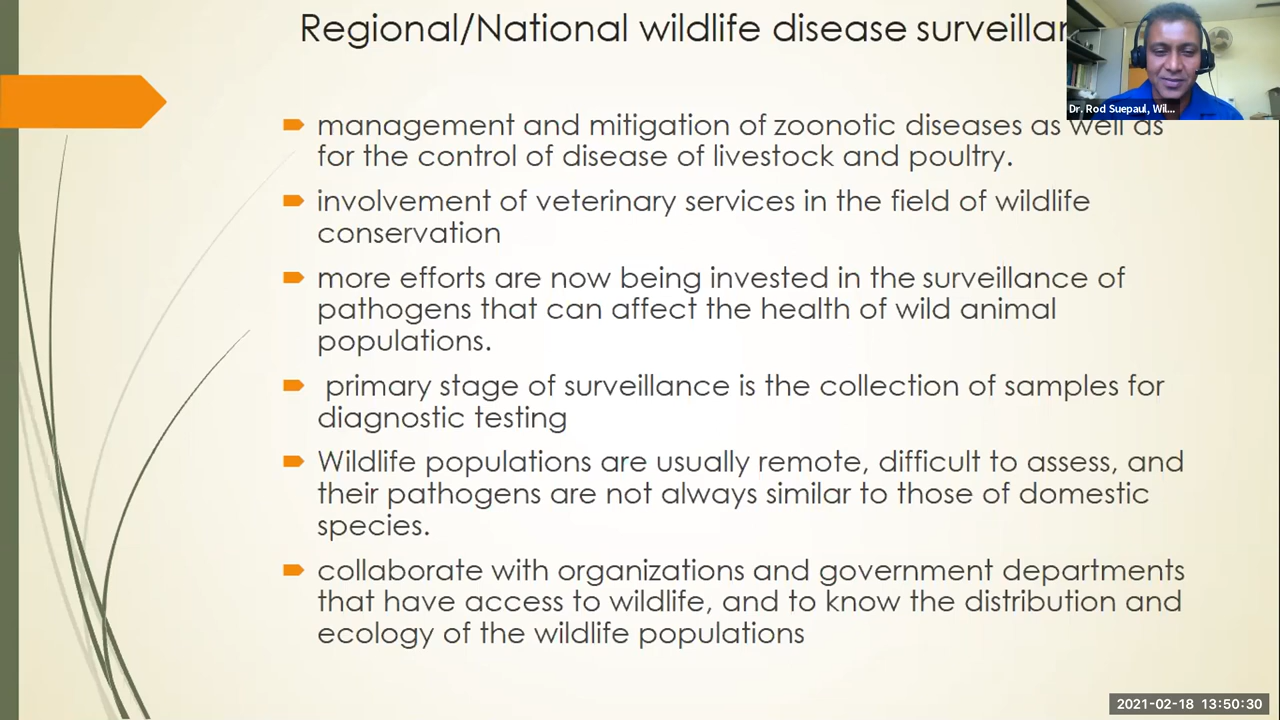 Regional/National wildlife disease
Dr. Rod Suepaul, Wil...
management and mitigation of zoonotic diseases as well as
for the control of disease of livestock and poultry.
involvement of veterinary services in the field of wildlife
conservation
more efforts are now being invested in the surveillance of
pathogens that can affect the health of wild animal
populations.
primary stage of surveillance is the collection of samples for
diagnostic testing
Wildlife populations are usually remote, difficult to assess, and
their pathogens are not always similar to those of domestic
species.
collaborate with organizations and government departments
that have access to wildlife, and to know the distribution and
ecology of the wildlife populations
2021-02-18 13:50:30